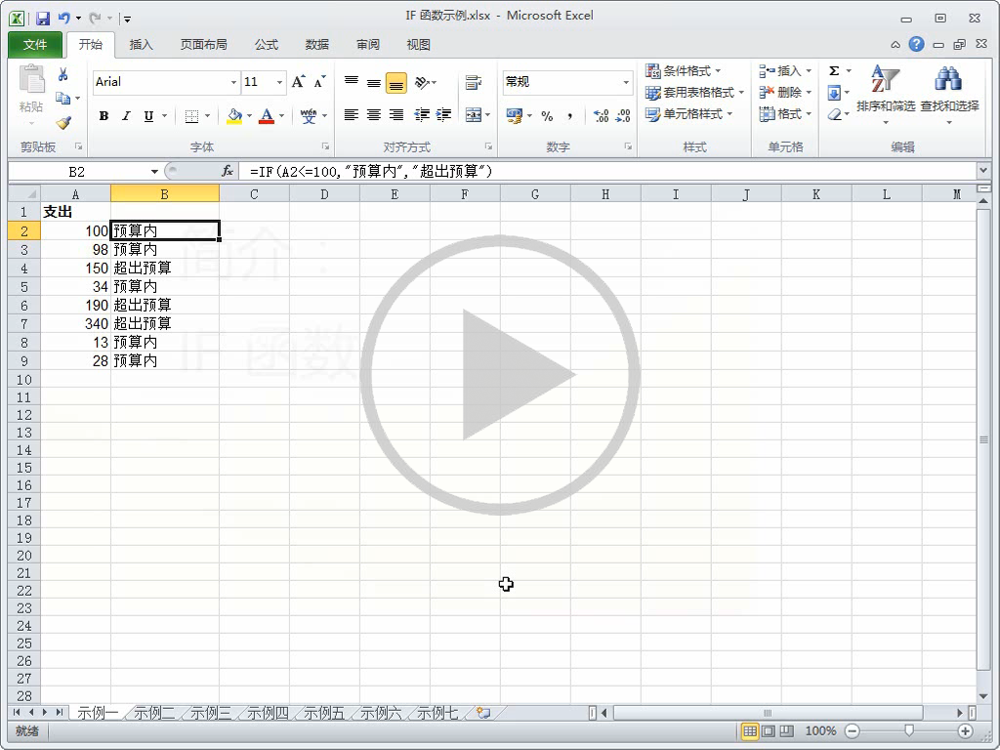 IF 函数示例.xlsx - Microsoft Excel
文件 开始 插入 页面布局 公式 数据 审阅 视图
粘贴 Arial 11 常规 条件格式 套用表格格式 单元格样式 插入 删除 格式 Σ 排序和筛选 查找和选择
B I U wén 文 A % ,
剪贴板 字体 对齐方式 数字 样式 单元格 编辑
B2 fx =IF(A2<=100,"预算内","超出预算")
A B C D E F G H I J K L M
1 支出
2 100 预算内
3 98 预算内
4 150 超出预算
5 34 预算内
6 190 超出预算
7 340 超出预算
8 13 预算内
9 28 预算内
10
11
12
13
14
15
16
17
18
19
20
21
22
23
24
25
26
27
28
简介：
IF 函数
示例一 示例二 示例三 示例四 示例五 示例六 示例七
就绪 100%